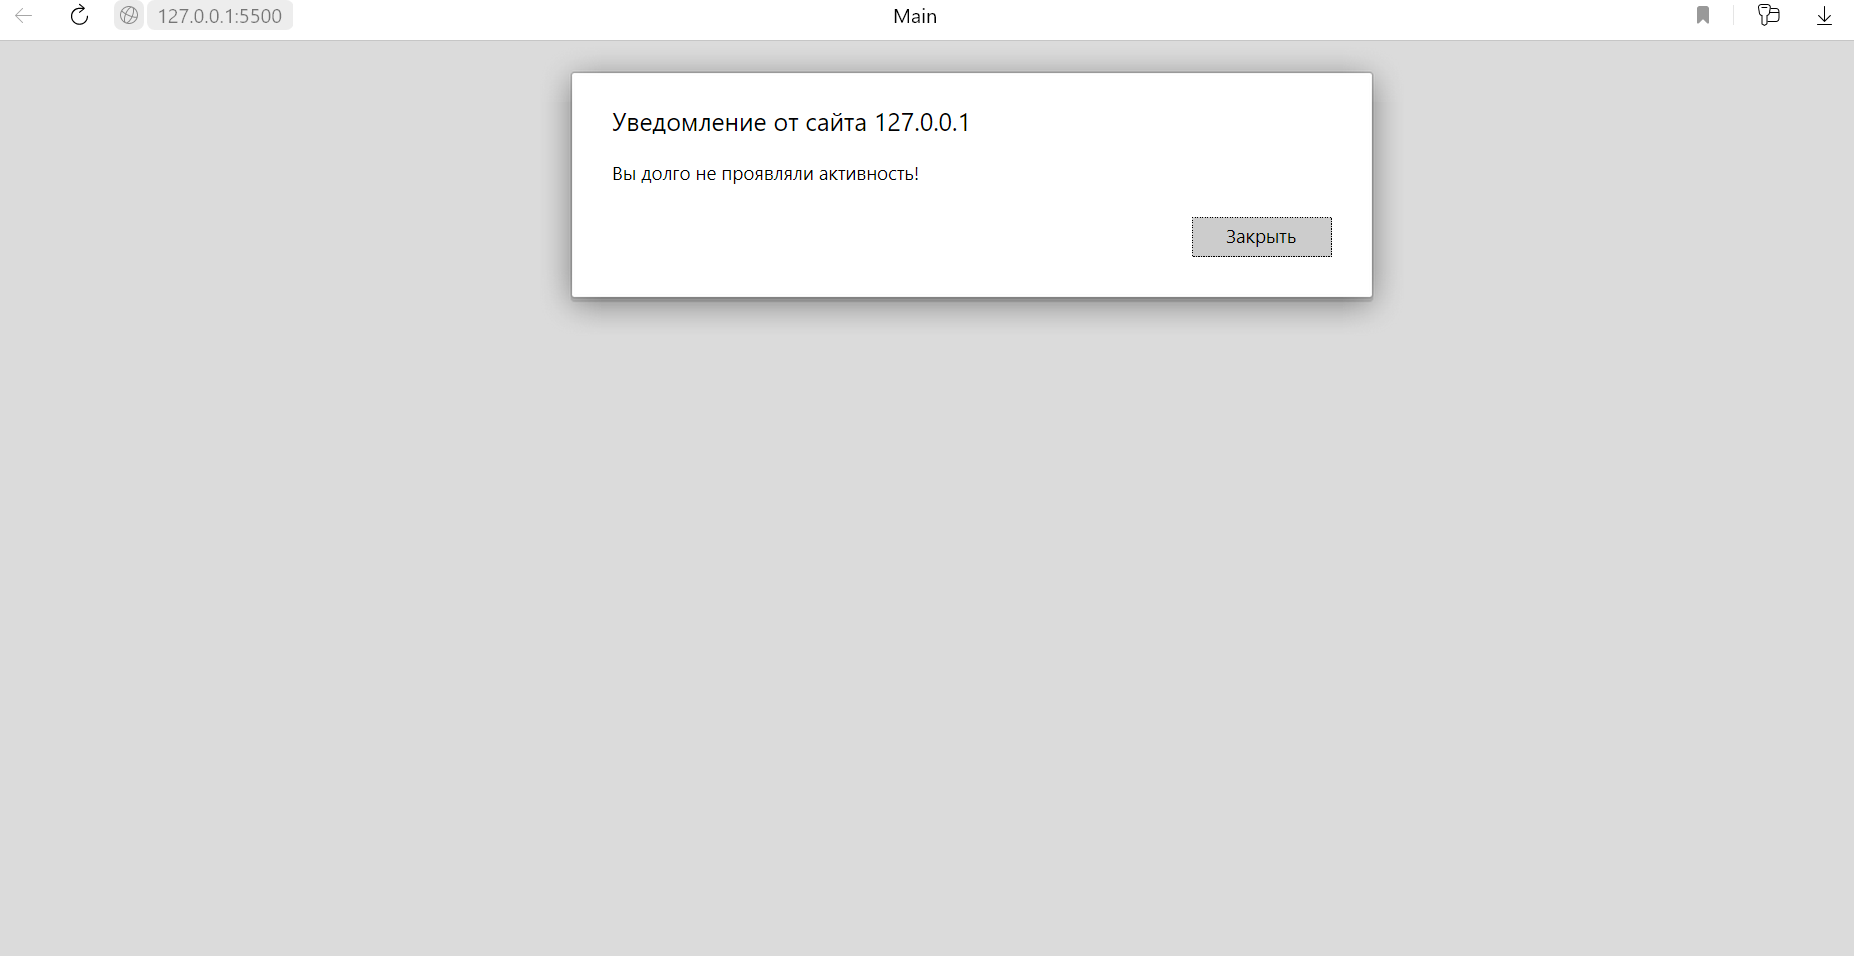 127.0.0.1:5500
Main
Уведомление от сайта 127.0.0.1
Вы долго не проявляли активность!
Закрыть